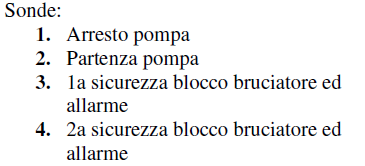 Sonde:
1. Arresto pompa
2. Partenza pompa
3. 1a sicurezza blocco bruciatore ed
allarme
4. 2a sicurezza blocco bruciatore ed
allarme